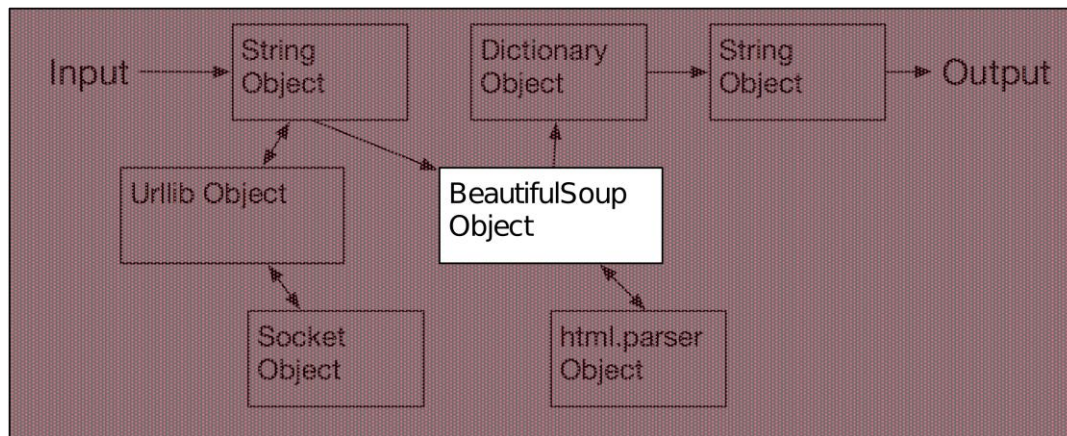 Input
String
Object
Dictionary
Object
String
Object
Output
Urllib Object
BeautifulSoup
Object
Socket
Object
html.parser
Object